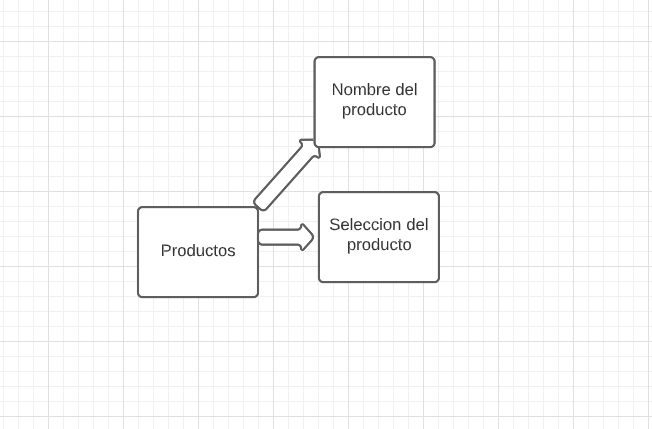 Nombre del
producto
Seleccion del
producto
Productos